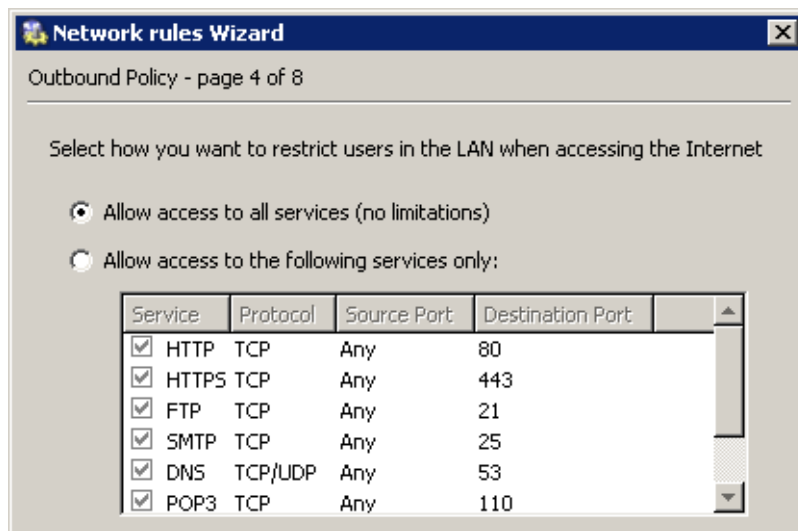 Network rules Wizard
Outbound Policy - page 4 of 8
Select how you want to restrict users in the LAN when accessing the Internet
Allow access to all services (no limitations)
Allow access to the following services only:
Service Protocol Source Port Destination Port
HTTP TCP Any 80
HTTPS TCP Any 443
FTP TCP Any 21
SMTP TCP Any 25
DNS TCP/UDP Any 53
POP3 TCP Any 110